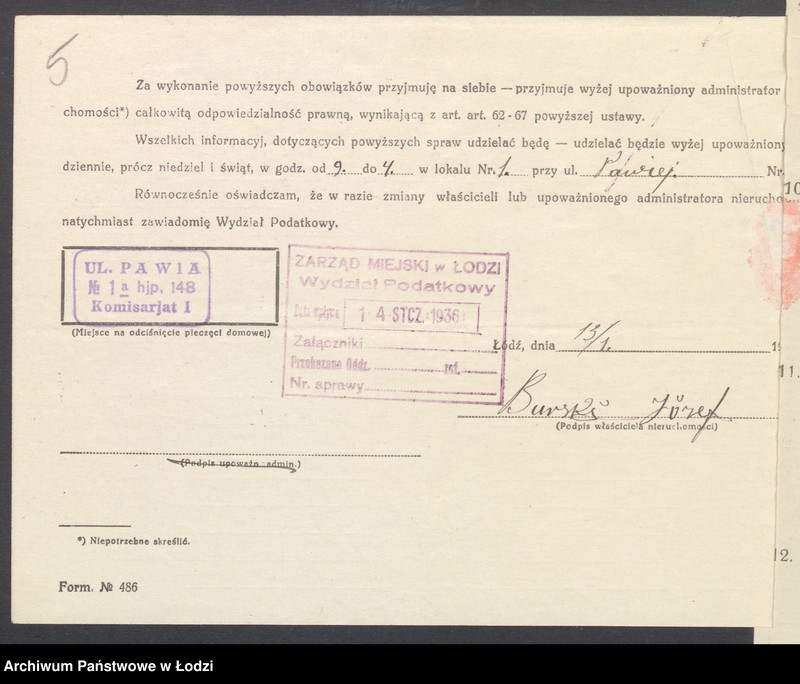 5
Za wykonanie powyższych obowiązków przyjmuję na siebie — przyjmuje wyżej upoważniony administrator
chomości*) całkowitą odpowiedzialność prawną, wynikającą z art. art. 62-67 powyższej ustawy.
Wszelkich informacyj, dotyczących powyższych spraw udzielać będę — udzielać będzie wyżej upoważniony
dziennie, prócz niedziel i świąt, w godz. od 9. do 4. w lokalu Nr. 1. przy ul. Pawiej. Nr.
10
Równocześnie oświadczam, że w razie zmiany właścicieli lub upoważnionego administratora nierucho
natychmiast zawiadomię Wydział Podatkowy.
UL. PAWIA
№ 1a hip. 148
Komisarjat I
(Miejsce na odciśnięcie pieczęci domowej)
ZARZĄD MIEJSKI w ŁODZI
Wydział Podatkowy
Data wpływu 14 STCZ. 1936
Załączniki
Przekazano Oddz. ref.
Nr. sprawy
Łódź, dnia 13/1. 19
11.
Burski Józef
(Podpis właściciela nieruchomości)
(Podpis upoważn. admin.)
*) Niepotrzebne skreślić.
12.
Form. № 486
Archiwum Państwowe w Łodzi